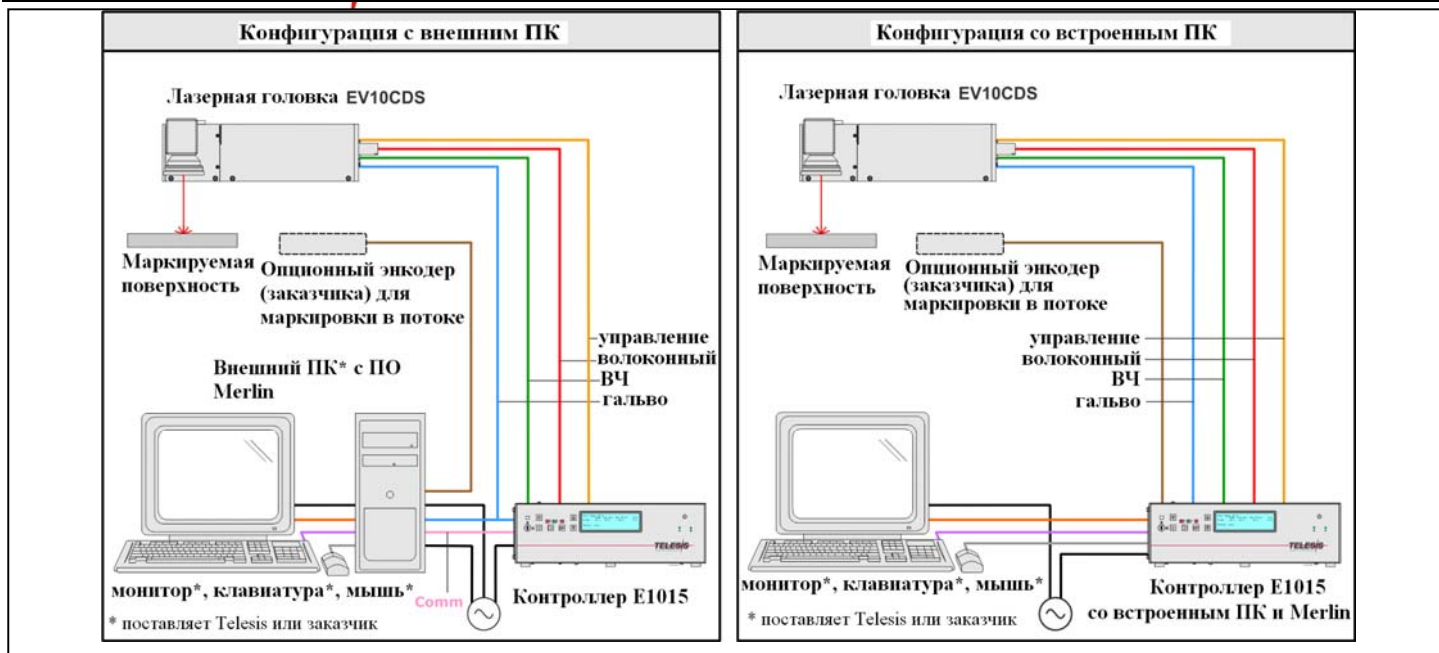 Конфигурация с внешним ПК
Лазерная головка EV10CDS
Маркируемая
поверхность
Опционный энкодер
(заказчика) для
маркировки в потоке
управление
волоконный
ВЧ
гальво
Внешний ПК* с ПО
Merlin
TELESIS
монитор*, клавиатура*, мышь*
Comm
Контроллер E1015
* поставляет Telesis или заказчик
Конфигурация со встроенным ПК
Лазерная головка EV10CDS
Маркируемая
поверхность
Опционный энкодер
(заказчика) для
маркировки в потоке
управление
волоконный
ВЧ
гальво
TELESIS
монитор*, клавиатура*, мышь*
Контроллер E1015
со встроенным ПК и Merlin
* поставляет Telesis или заказчик